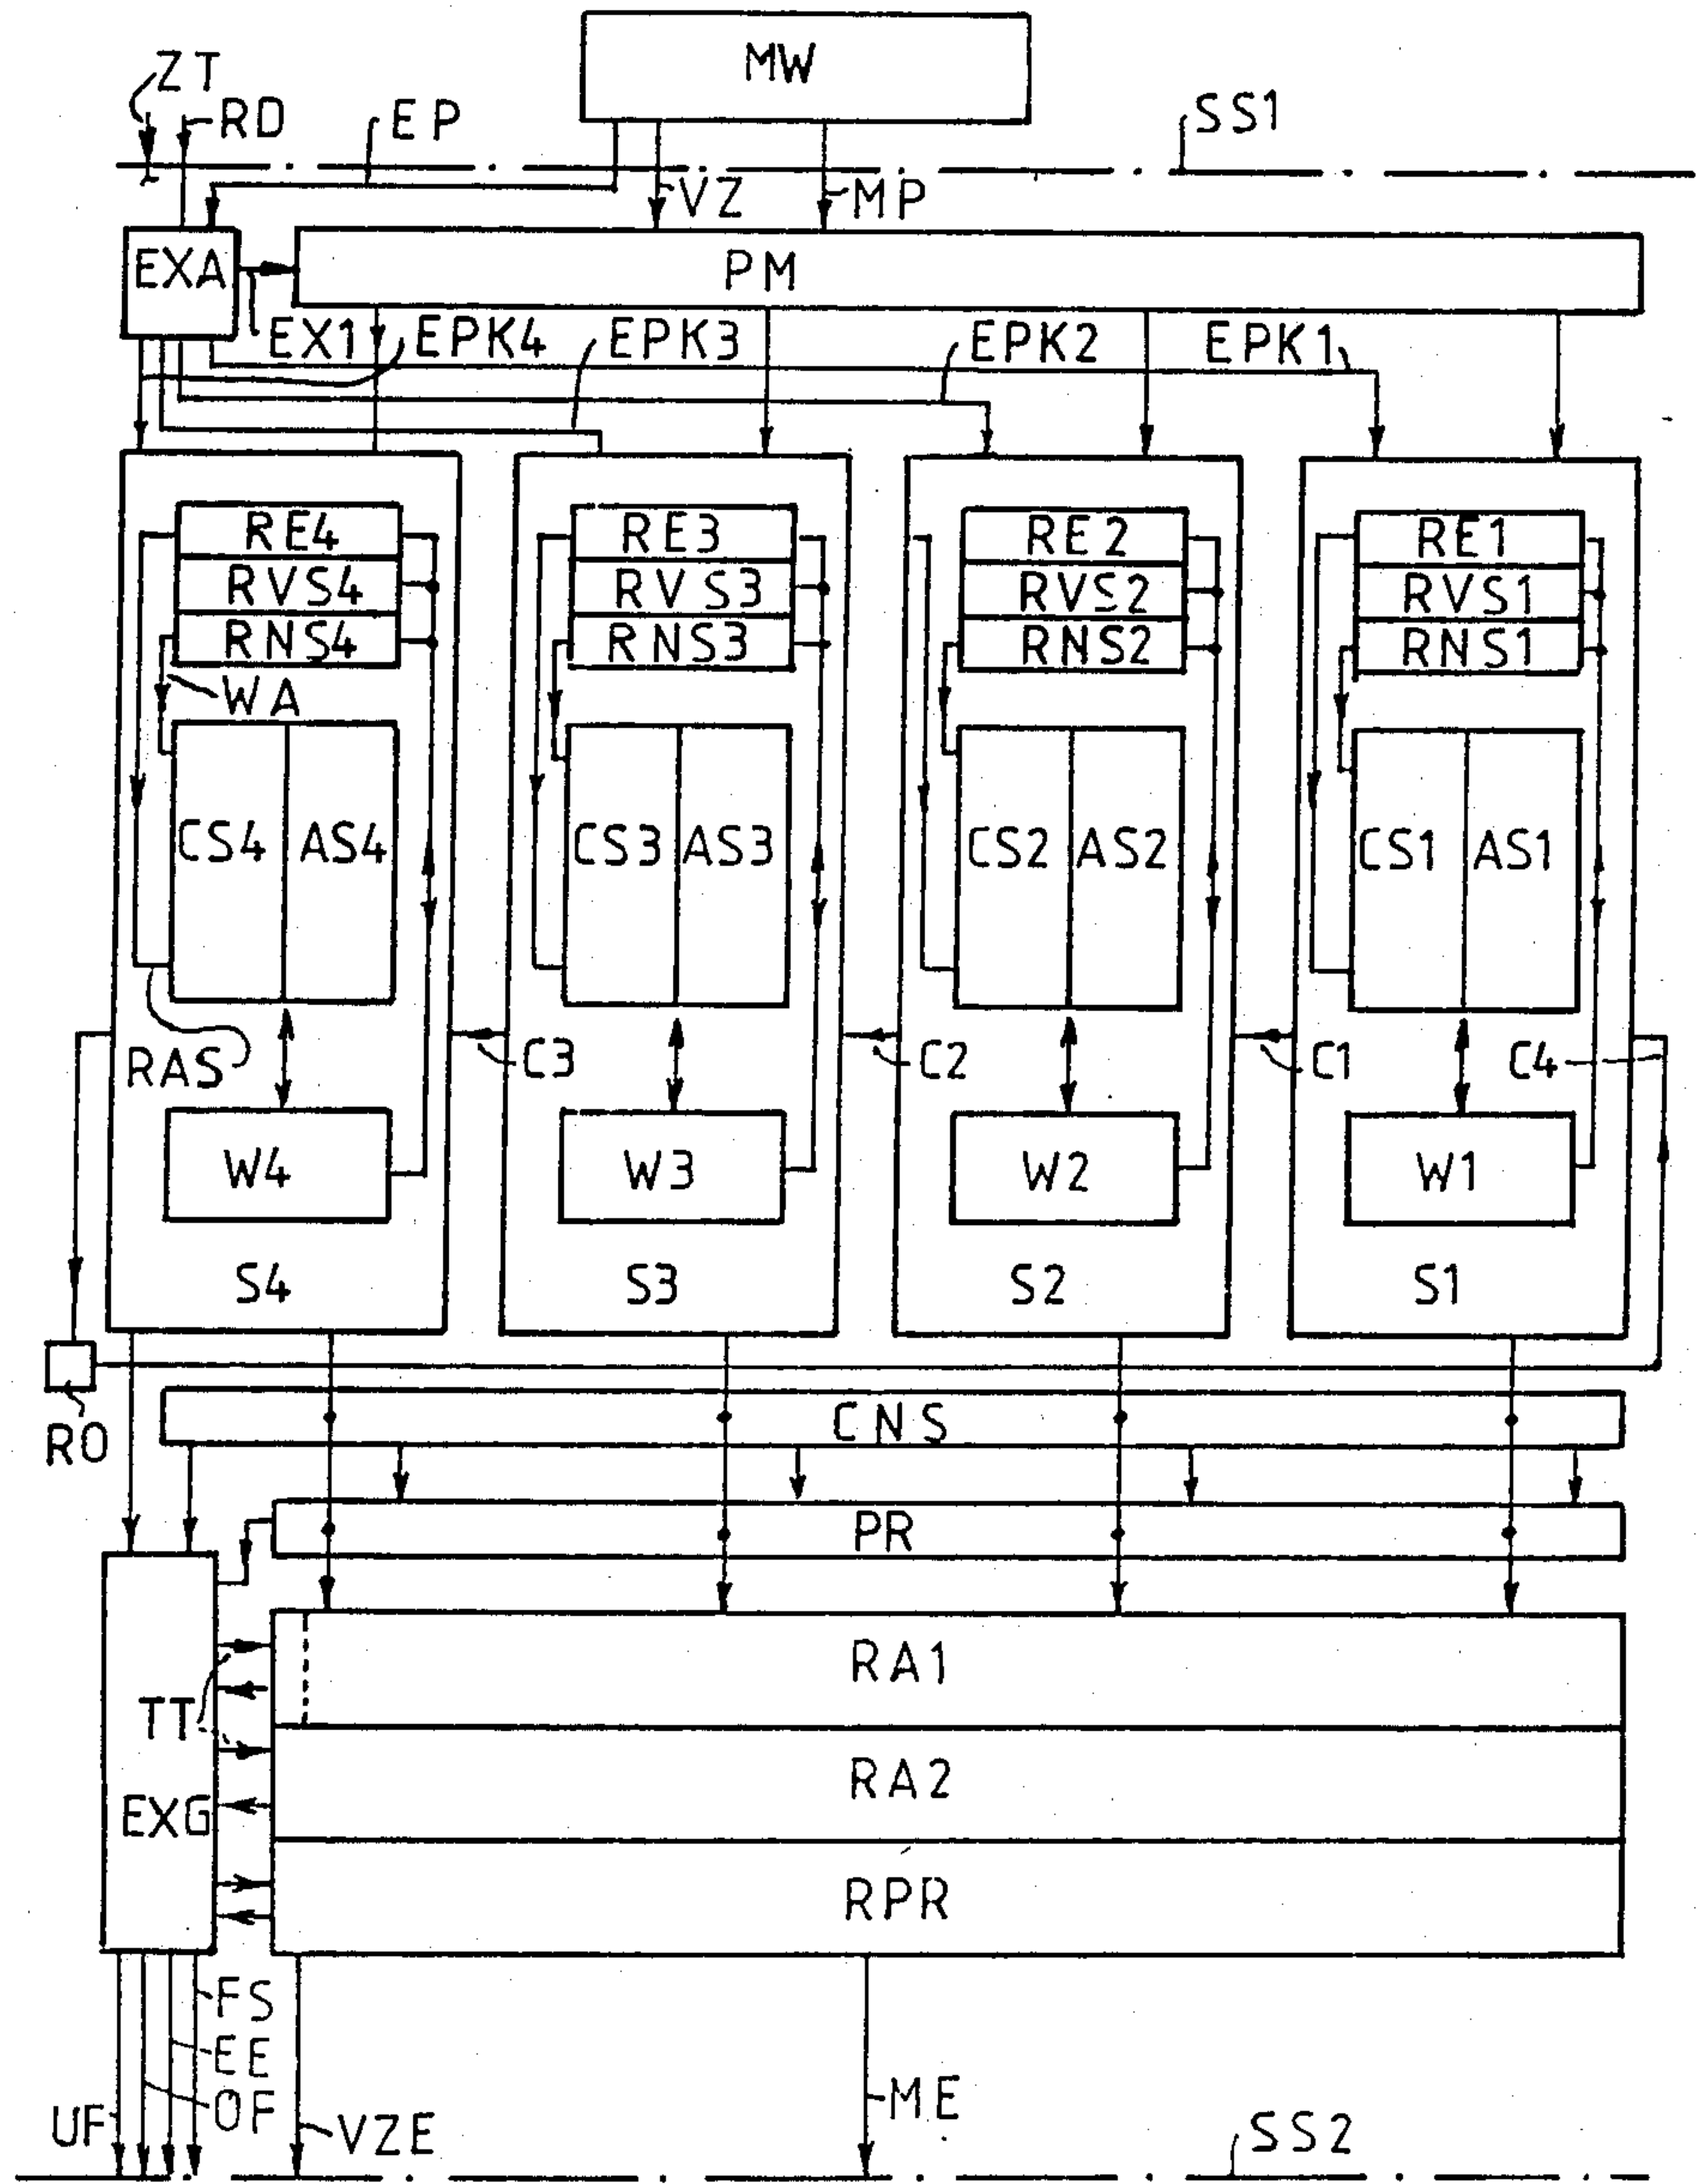 MW
ZT
RD
EP
SS1
VZ
MP
EXA
PM
EX1
EPK4
EPK3
EPK2
EPK1
RE4
RE3
RE2
RE1
RVS4
RVS3
RVS2
RVS1
RNS4
RNS3
RNS2
RNS1
WA
CS4
AS4
CS3
AS3
CS2
AS2
CS1
AS1
RAS
C3
C2
C1
C4
W4
W3
W2
W1
S4
S3
S2
S1
RO
CNS
PR
RA1
TT
RA2
EXG
RPR
FS
EE
OF
UF
VZE
ME
SS2